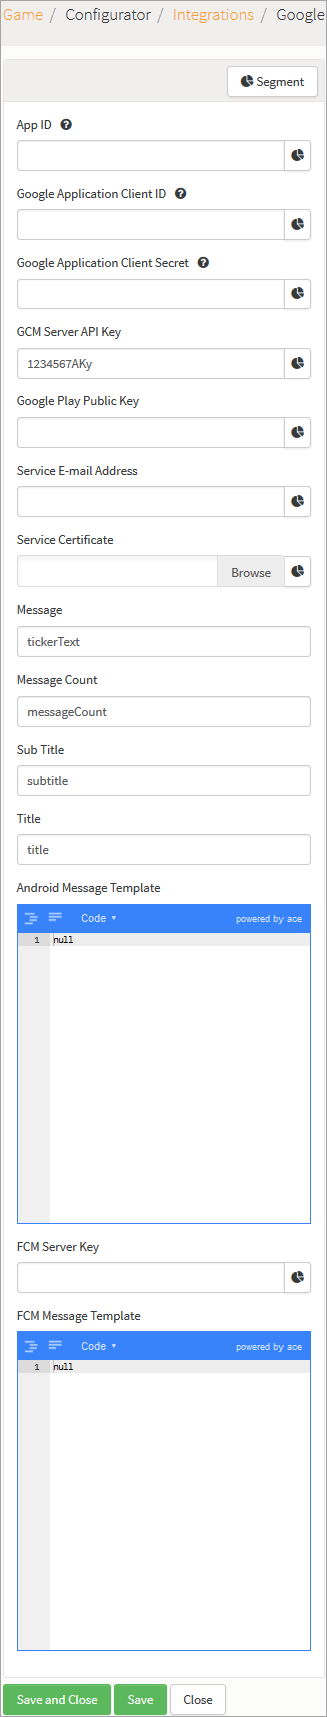 Game / Configurator / Integrations / Google
Segment
App ID
Google Application Client ID
Google Application Client Secret
GCM Server API Key
1234567AKy
Google Play Public Key
Service E-mail Address
Service Certificate
Browse
Message
tickerText
Message Count
messageCount
Sub Title
subtitle
Title
title
Android Message Template
Code powered by ace
1 null
FCM Server Key
FCM Message Template
Code powered by ace
1 null
Save and Close Save Close